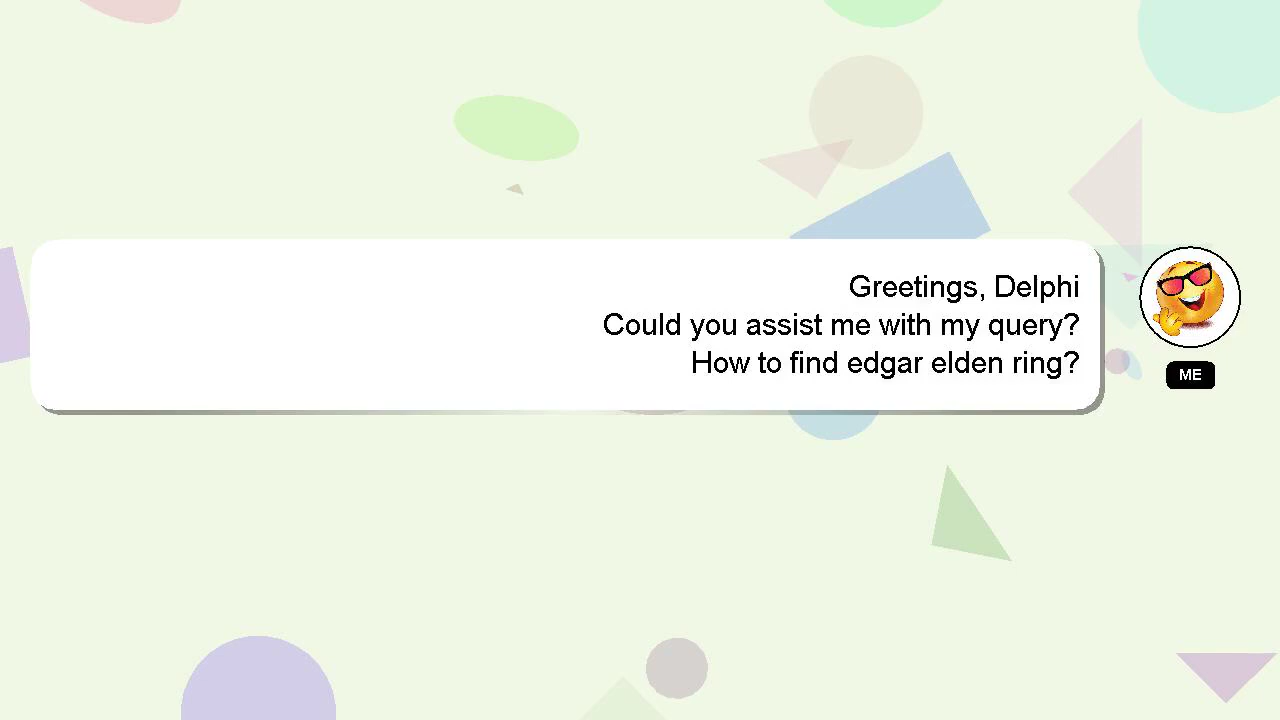 Greetings, Delphi
Could you assist me with my query?
How to find edgar elden ring?
ME